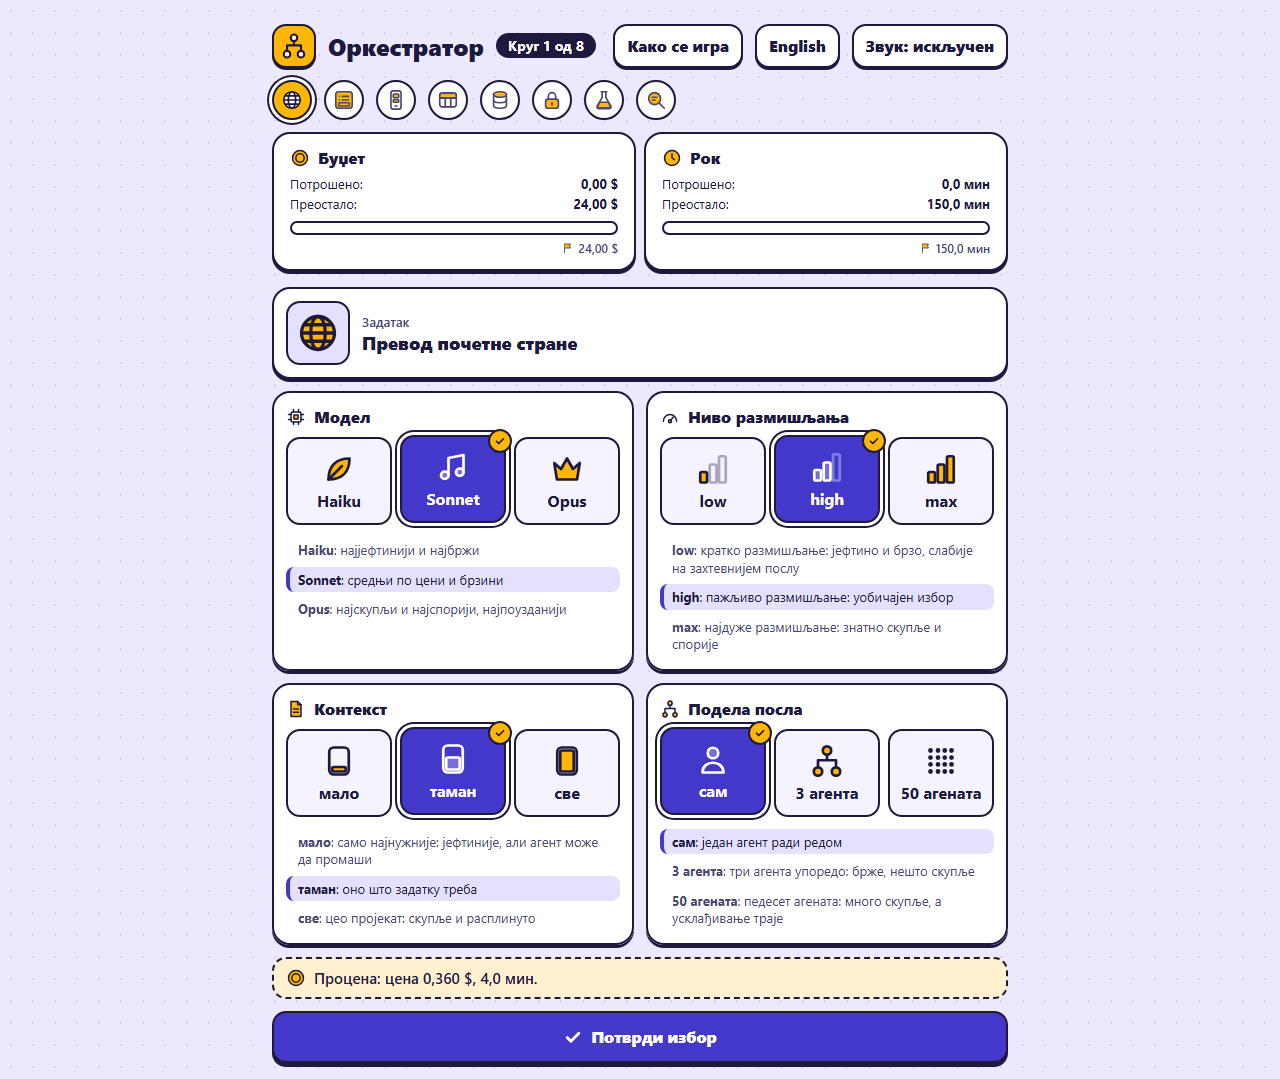 Оркестратор
Круг 1 од 8
Како се игра
English
Звук: искључен
Буџет
Потрошено: 0,00 $
Преостало: 24,00 $
24,00 $
Рок
Потрошено: 0,0 мин
Преостало: 150,0 мин
150,0 мин
Задатак
Превод почетне стране
Модел
Haiku
Sonnet
Opus
Haiku: најјефтинији и најбржи
Sonnet: средњи по цени и брзини
Opus: најскупљи и најспорији, најпоузданији
Ниво размишљања
low
high
max
low: кратко размишљање: јефтино и брзо, слабије
на захтевнијем послу
high: пажљиво размишљање: уобичајен избор
max: најдуже размишљање: знатно скупље и
спорије
Контекст
мало
таман
све
мало: само најнужније: јефтиније, али агент може
да промаши
таман: оно што задатку треба
све: цео пројекат: скупље и расплинуто
Подела посла
сам
3 агента
50 агената
сам: један агент ради редом
3 агента: три агента упоредо: брже, нешто скупље
50 агената: педесет агената: много скупље, а
усклађивање траје
Процена: цена 0,360 $, 4,0 мин.
Потврди избор